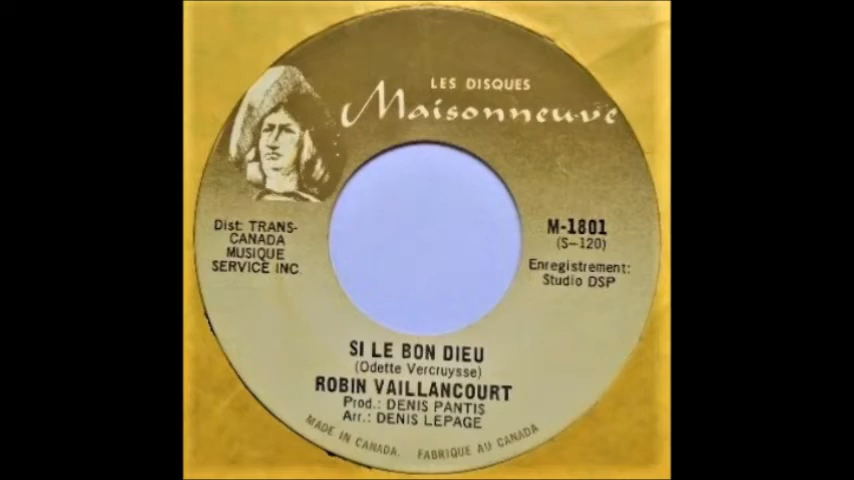 LES DISQUES
Maisonneuve
Dist: TRANS-
CANADA
MUSIQUE
SERVICE INC.
M-1801
(S-120)
Enregistrement:
Studio DSP
SI LE BON DIEU
(Odette Vercruysse)
ROBIN VAILLANCOURT
Prod.: DENIS PANTIS
Arr.: DENIS LEPAGE
MADE IN CANADA. FABRIQUE AU CANADA